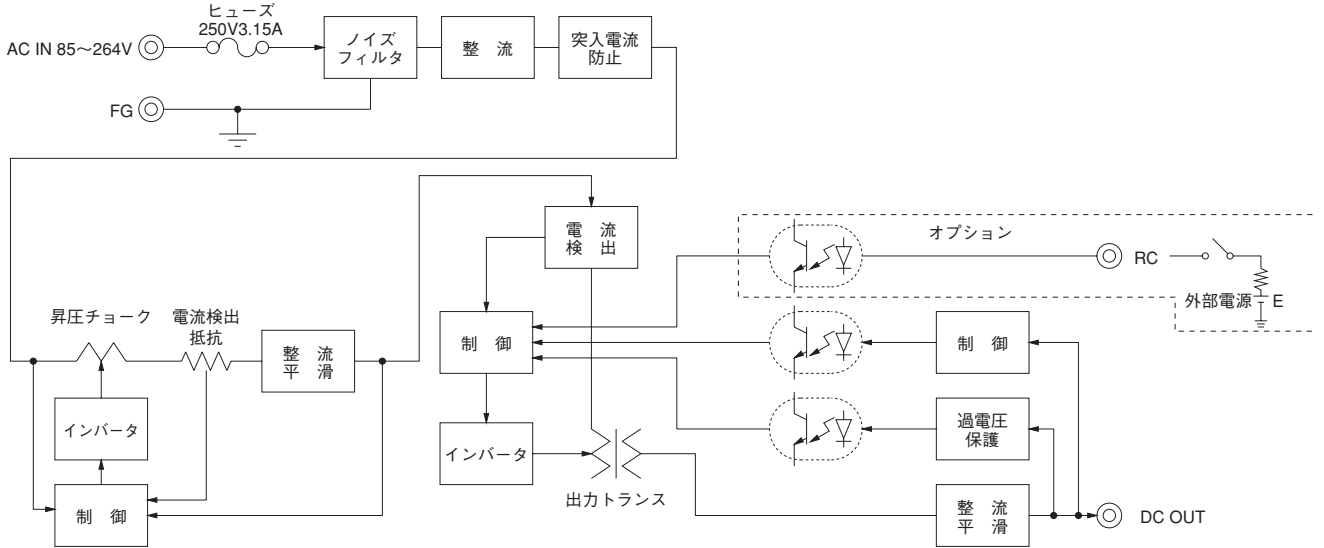 ヒューズ
250V3.15A
AC IN 85～264V
ノイズ
フィルタ
整 流
突入電流
防止
FG
電 流
検 出
オプション
RC
外部電源
E
昇圧チョーク
電流検出
抵抗
整 流
平 滑
制 御
制 御
インバータ
過電圧
保護
インバータ
出力トランス
制 御
整 流
平 滑
DC OUT